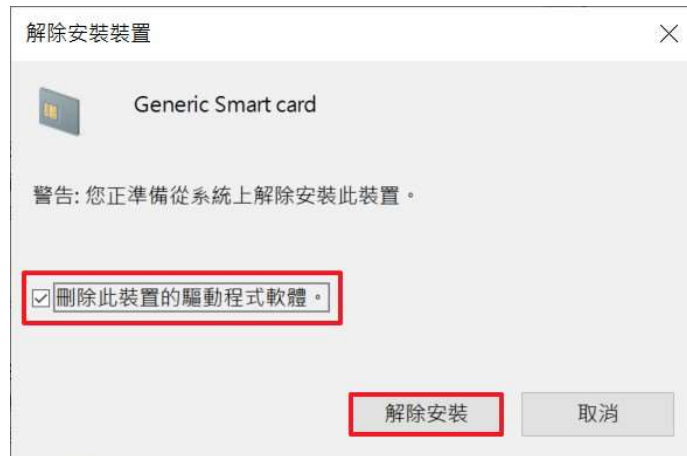 解除安裝裝置
Generic Smart card
警告: 您正準備從系統上解除安裝此裝置。
刪除此裝置的驅動程式軟體。
解除安裝
取消